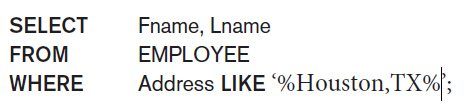 SELECT Fname, Lname
FROM EMPLOYEE
WHERE Address LIKE ‘%Houston,TX%’;